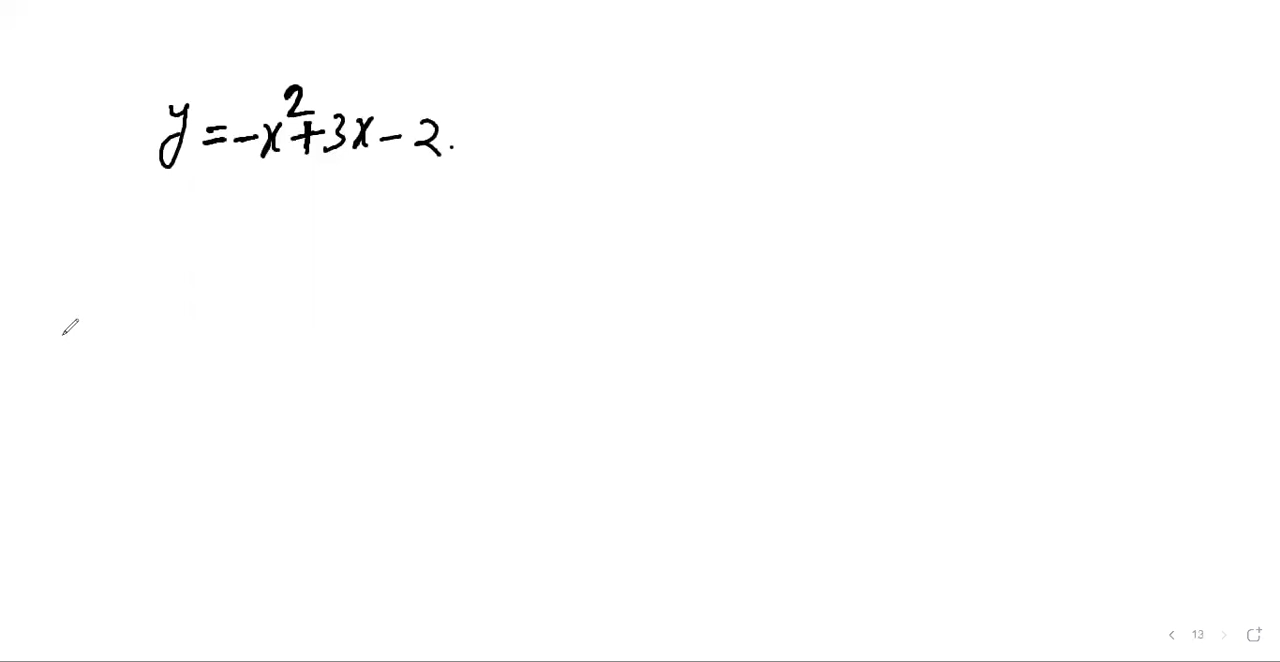 y = -x² + 3x - 2.
13